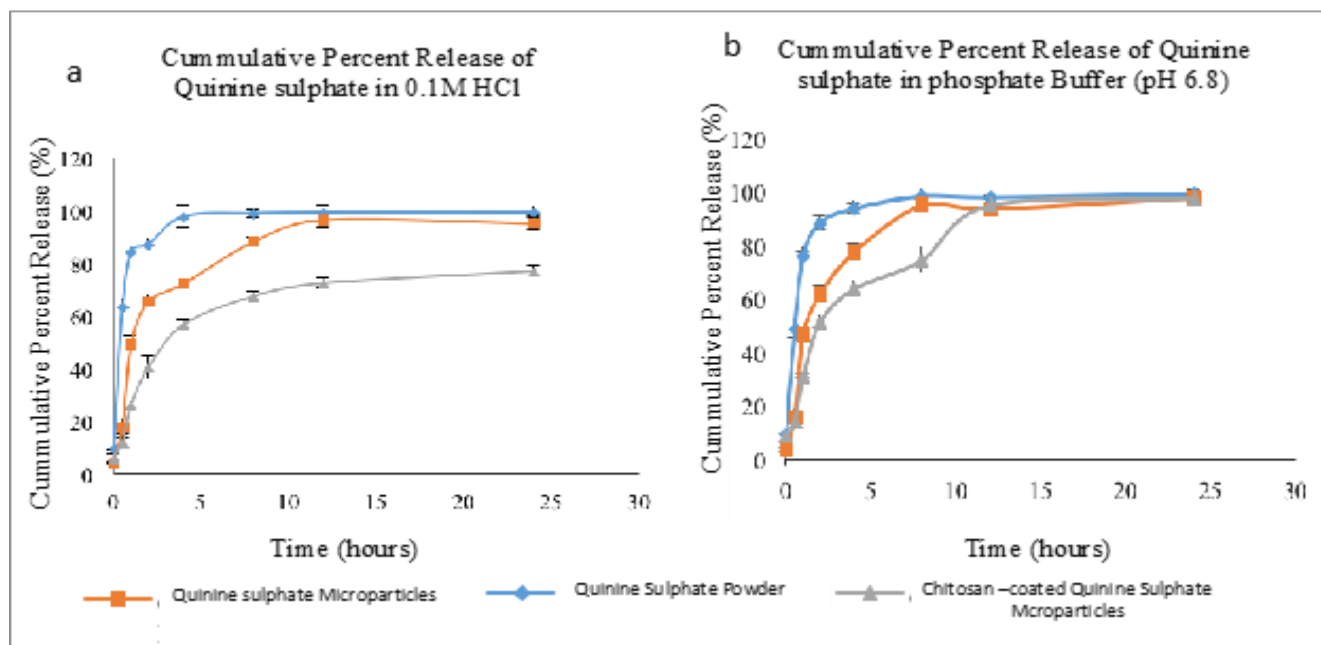 a
Cummulative Percent Release of
Quinine sulphate in 0.1M HCl
Cummulative Percent Release (%)
120
100
80
60
40
20
0
0 5 10 15 20 25 30
Time (hours)
b
Cummulative Percent Release of Quinine
sulphate in phosphate Buffer (pH 6.8)
Cummulative Percent Release (%)
120
100
80
60
40
20
0
0 5 10 15 20 25 30
Time (hours)
Quinine sulphate Microparticles
Quinine Sulphate Powder
Chitosan –coated Quinine Sulphate
Mcroparticles